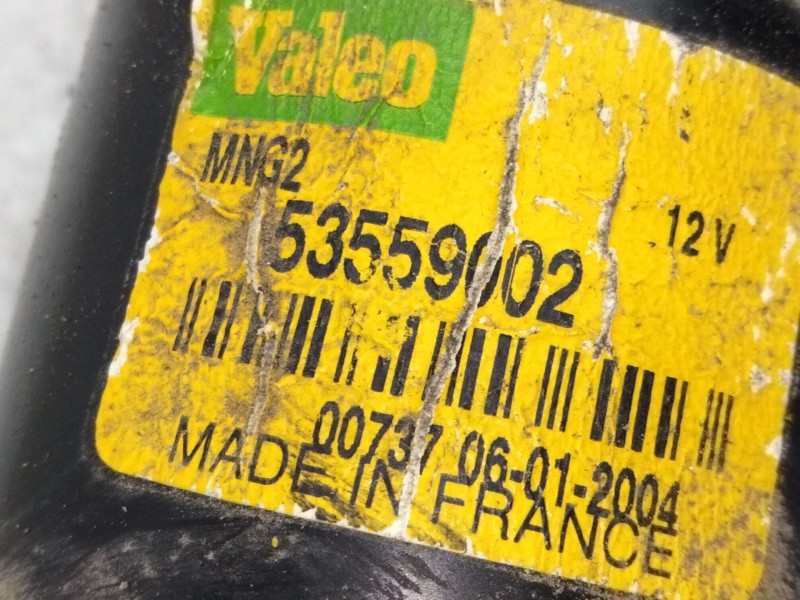 Valeo
MNG2
12 V
53559002
00737 06-01-2004
MADE IN FRANCE